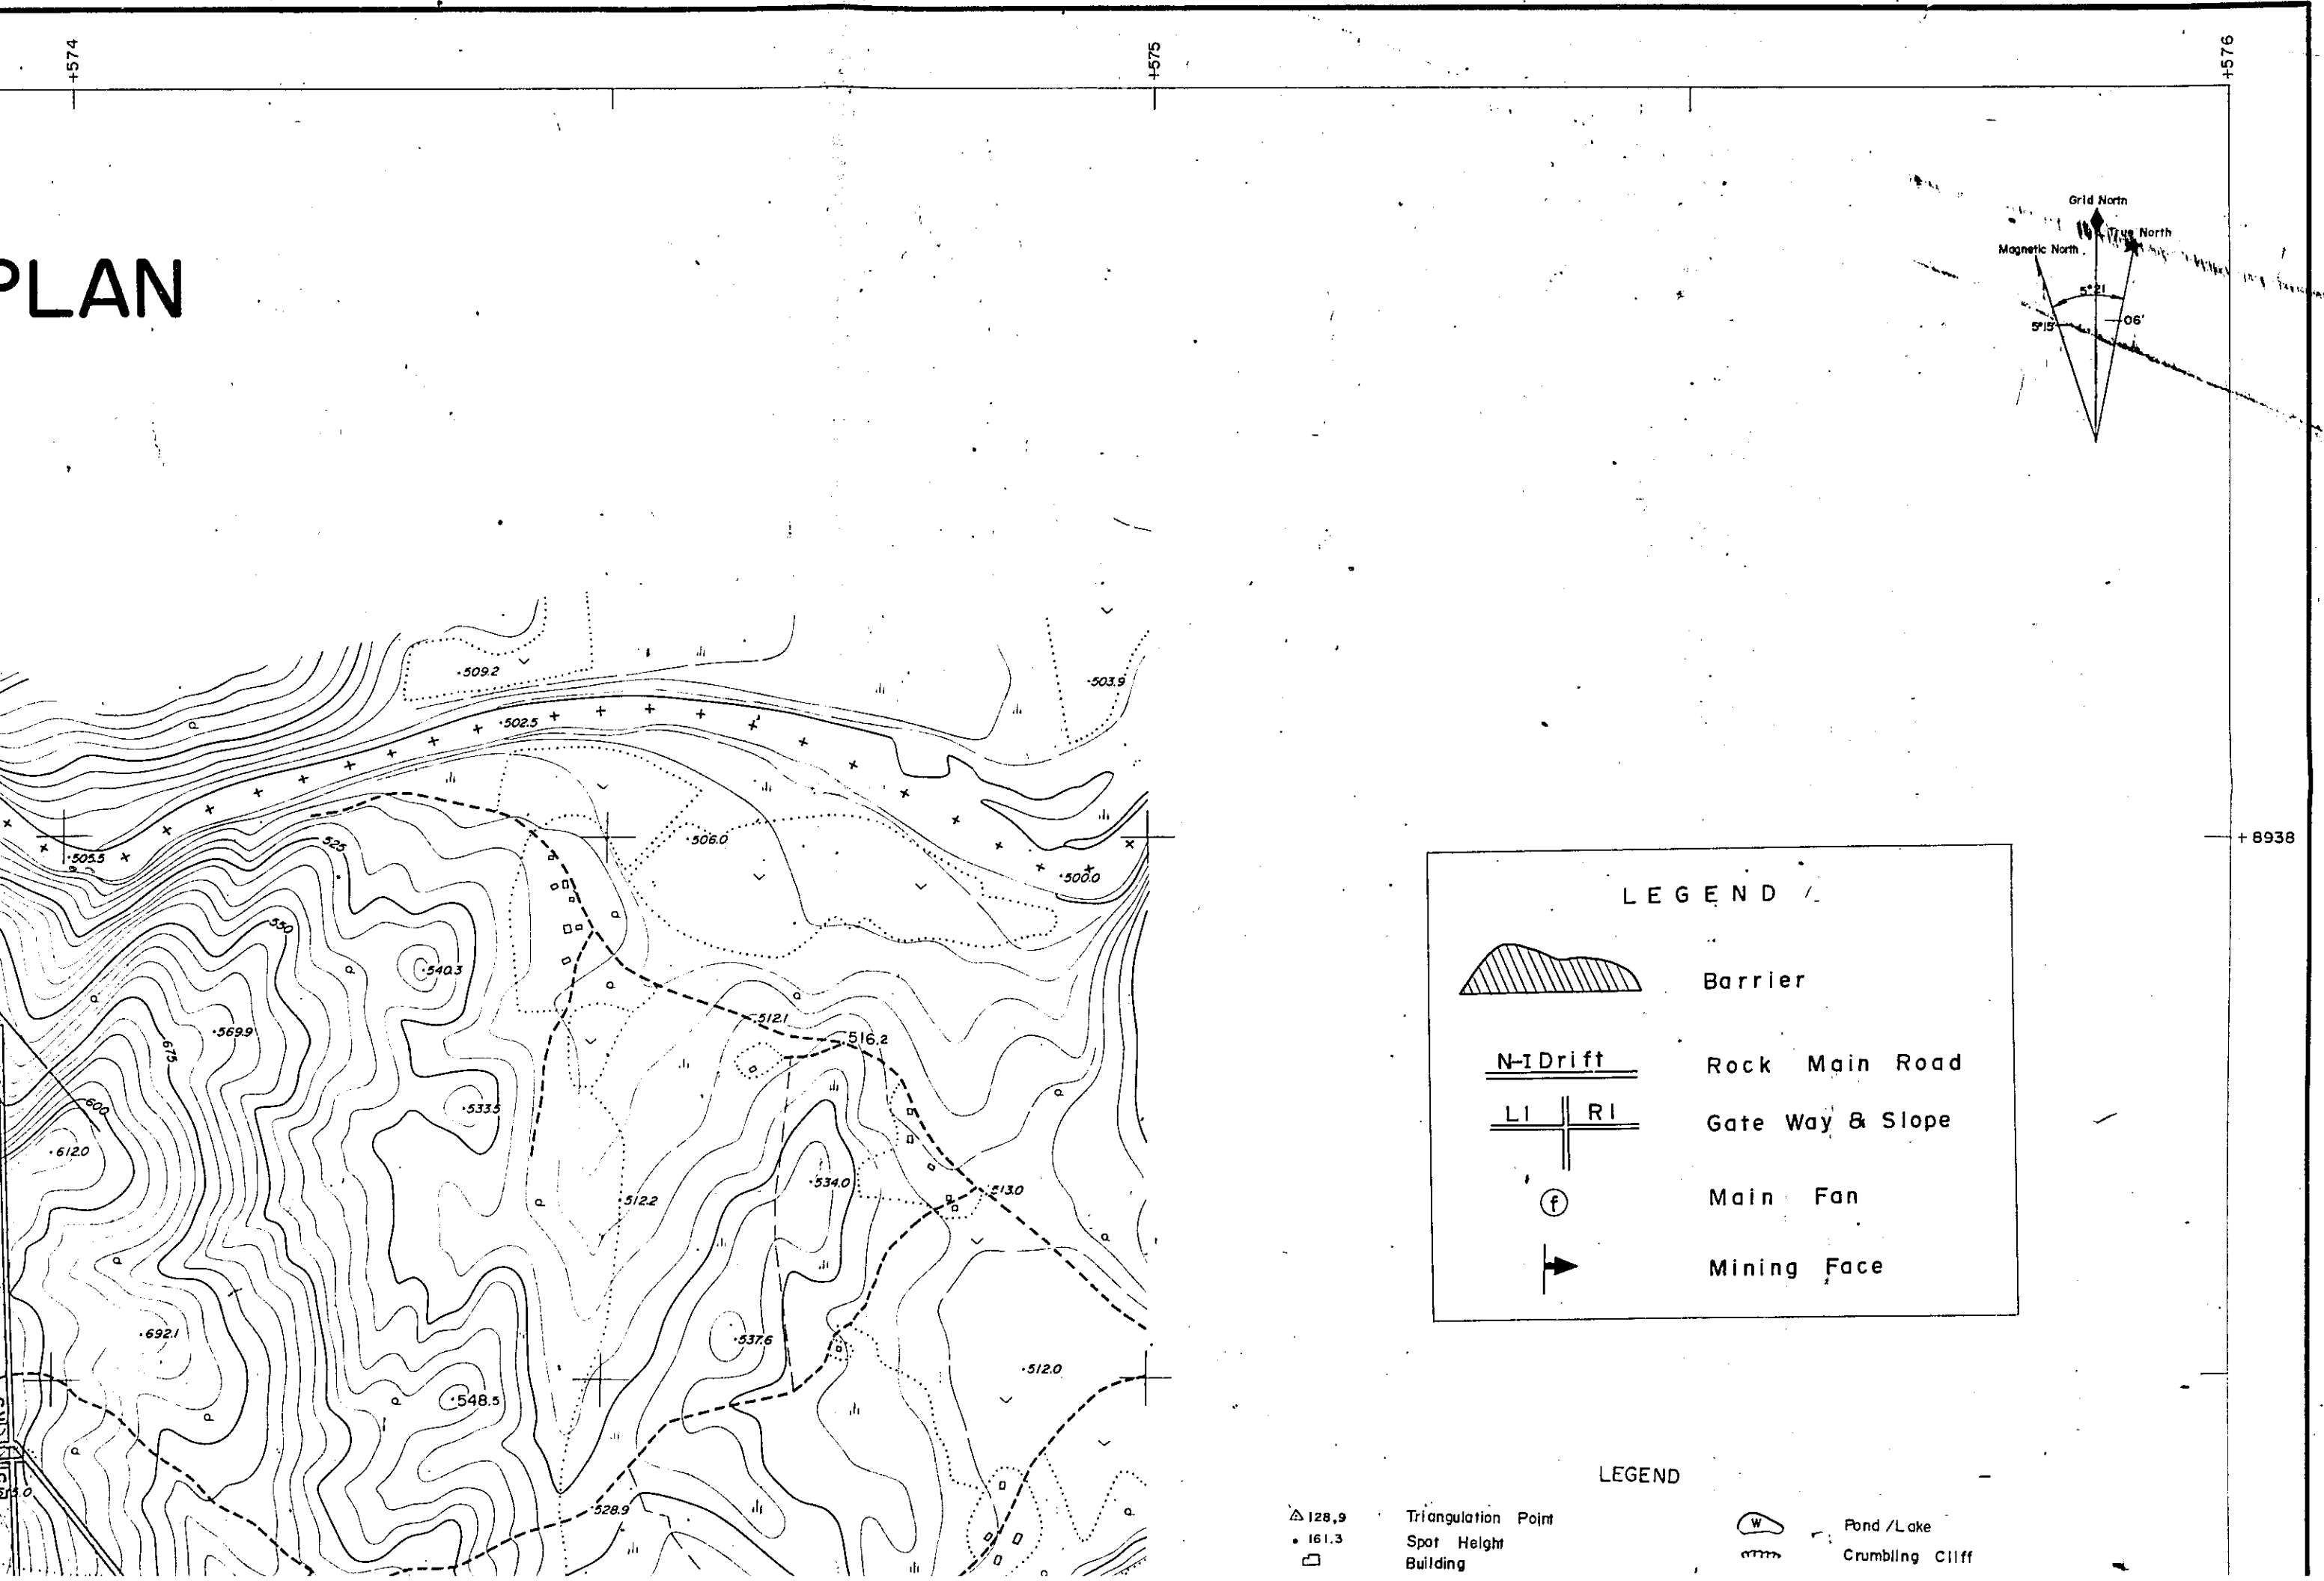 +574
+575
+576
PLAN
Grid North
True North
Magnetic North
5°21
5°15'
06'
509.2
503.9
502.5
+8938
505.5
525
506.0
500.0
LEGEND
550
540.3
Barrier
569.9
675
512.1
516.2
N-I Drift Rock Main Road
600
533.5
L1 R1 Gate Way & Slope
612.0
534.0
513.0
512.2
f Main Fan
Mining Face
692.1
537.6
512.0
548.5
LEGEND
528.9
128,9 Triangulation Point
W Pond/Lake
161.3 Spot Height
Building
Crumbling Cliff